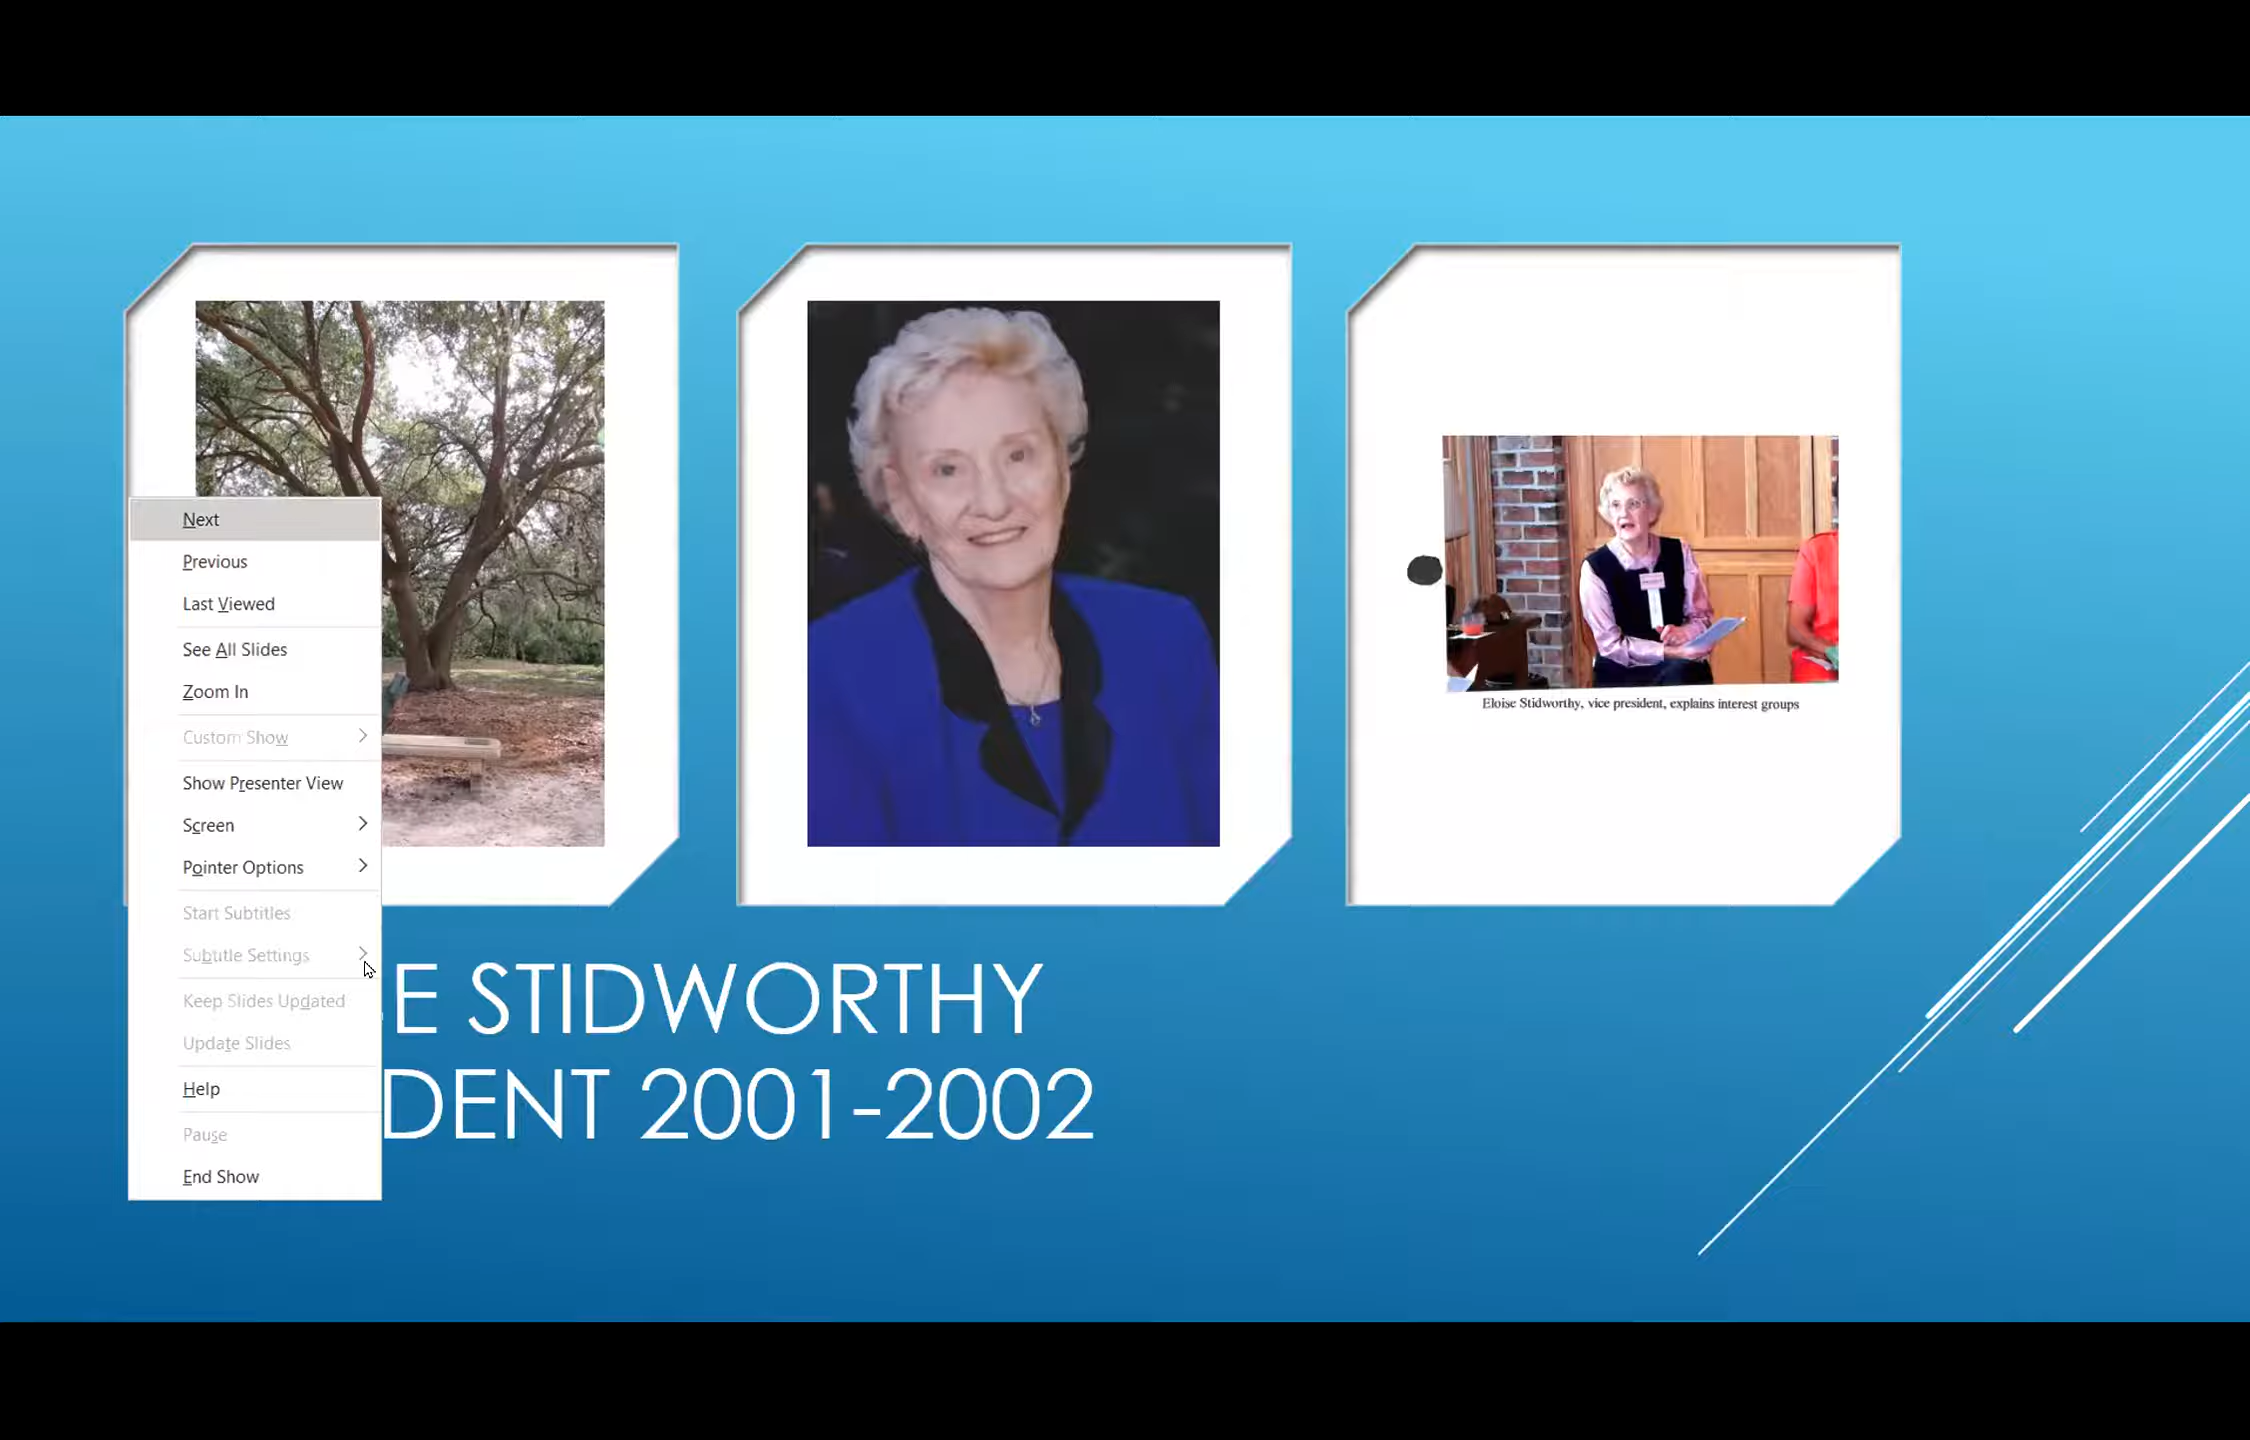 Next
Previous
Last Viewed
See All Slides
Zoom In
Custom Show
Show Presenter View
Screen
Pointer Options
Start Subtitles
Subtitle Settings
Keep Slides Updated
Update Slides
Help
Pause
End Show
Eloise Stidworthy, vice president, explains interest groups
E STIDWORTHY
DENT 2001-2002